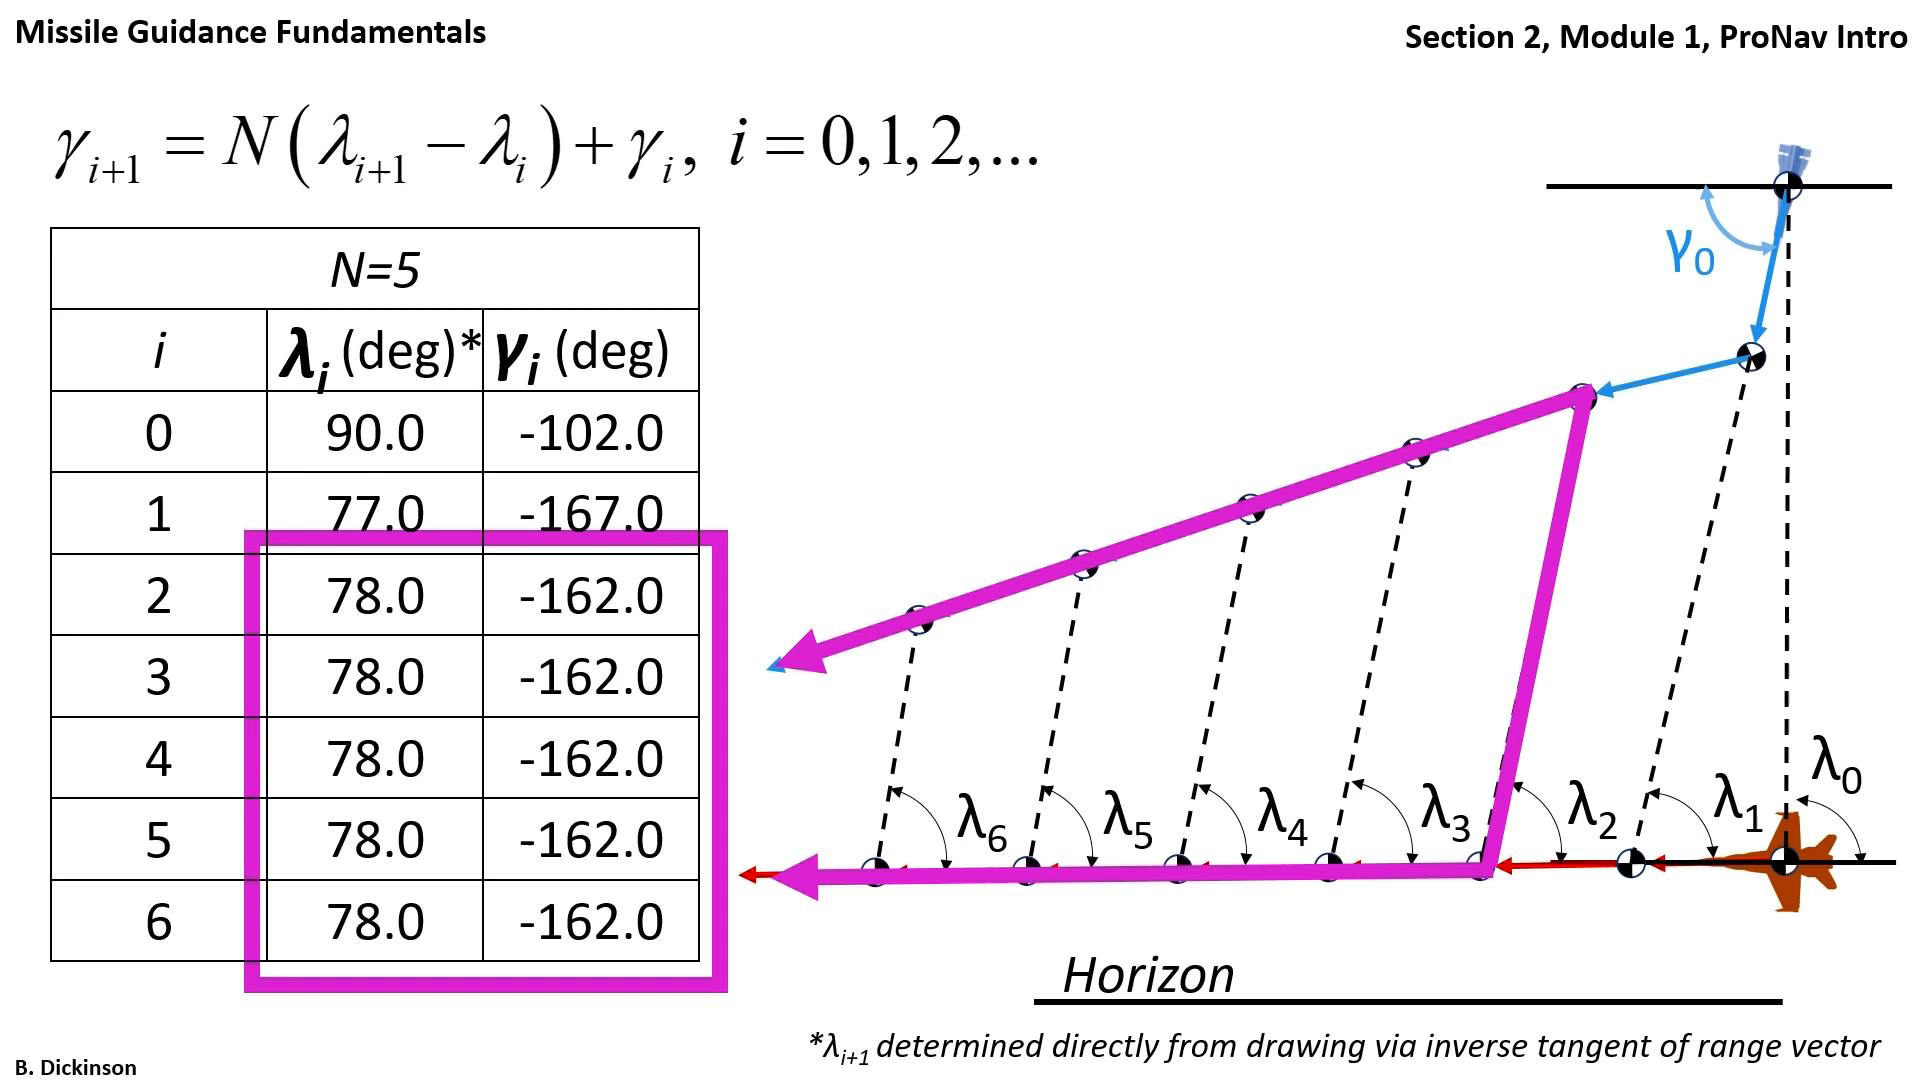 Missile Guidance Fundamentals
Section 2, Module 1, ProNav Intro
γᵢ₊₁ = N(λᵢ₊₁ − λᵢ) + γᵢ, i = 0,1,2,...
N=5
i λᵢ (deg)* γᵢ (deg)
0 90.0 -102.0
1 77.0 -167.0
2 78.0 -162.0
3 78.0 -162.0
4 78.0 -162.0
5 78.0 -162.0
6 78.0 -162.0
γ₀
λ₆ λ₅ λ₄ λ₃ λ₂ λ₁ λ₀
Horizon
*λᵢ₊₁ determined directly from drawing via inverse tangent of range vector
B. Dickinson